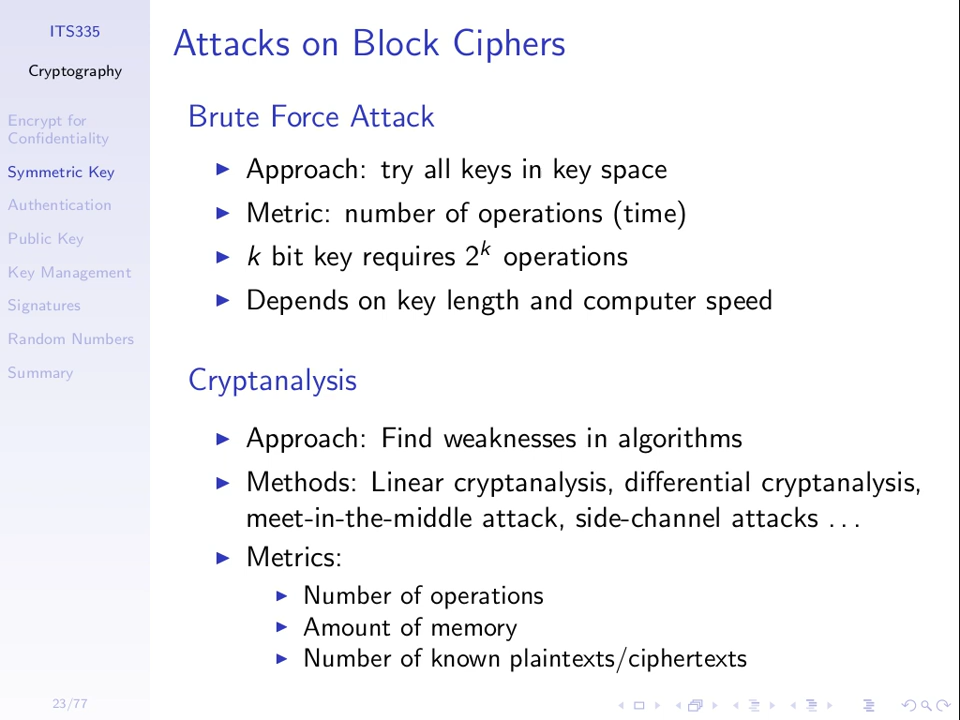 ITS335
Cryptography
Encrypt for
Confidentiality
Symmetric Key
Authentication
Public Key
Key Management
Signatures
Random Numbers
Summary
23/77
Attacks on Block Ciphers
Brute Force Attack
Approach: try all keys in key space
Metric: number of operations (time)
k bit key requires 2^k operations
Depends on key length and computer speed
Cryptanalysis
Approach: Find weaknesses in algorithms
Methods: Linear cryptanalysis, differential cryptanalysis,
meet-in-the-middle attack, side-channel attacks . . .
Metrics:
Number of operations
Amount of memory
Number of known plaintexts/ciphertexts